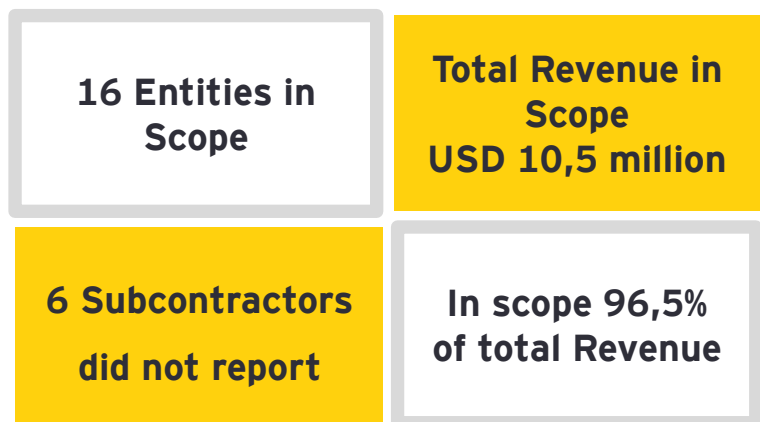 16 Entities in
Scope
Total Revenue in
Scope
USD 10,5 million
6 Subcontractors
did not report
In scope 96,5%
of total Revenue